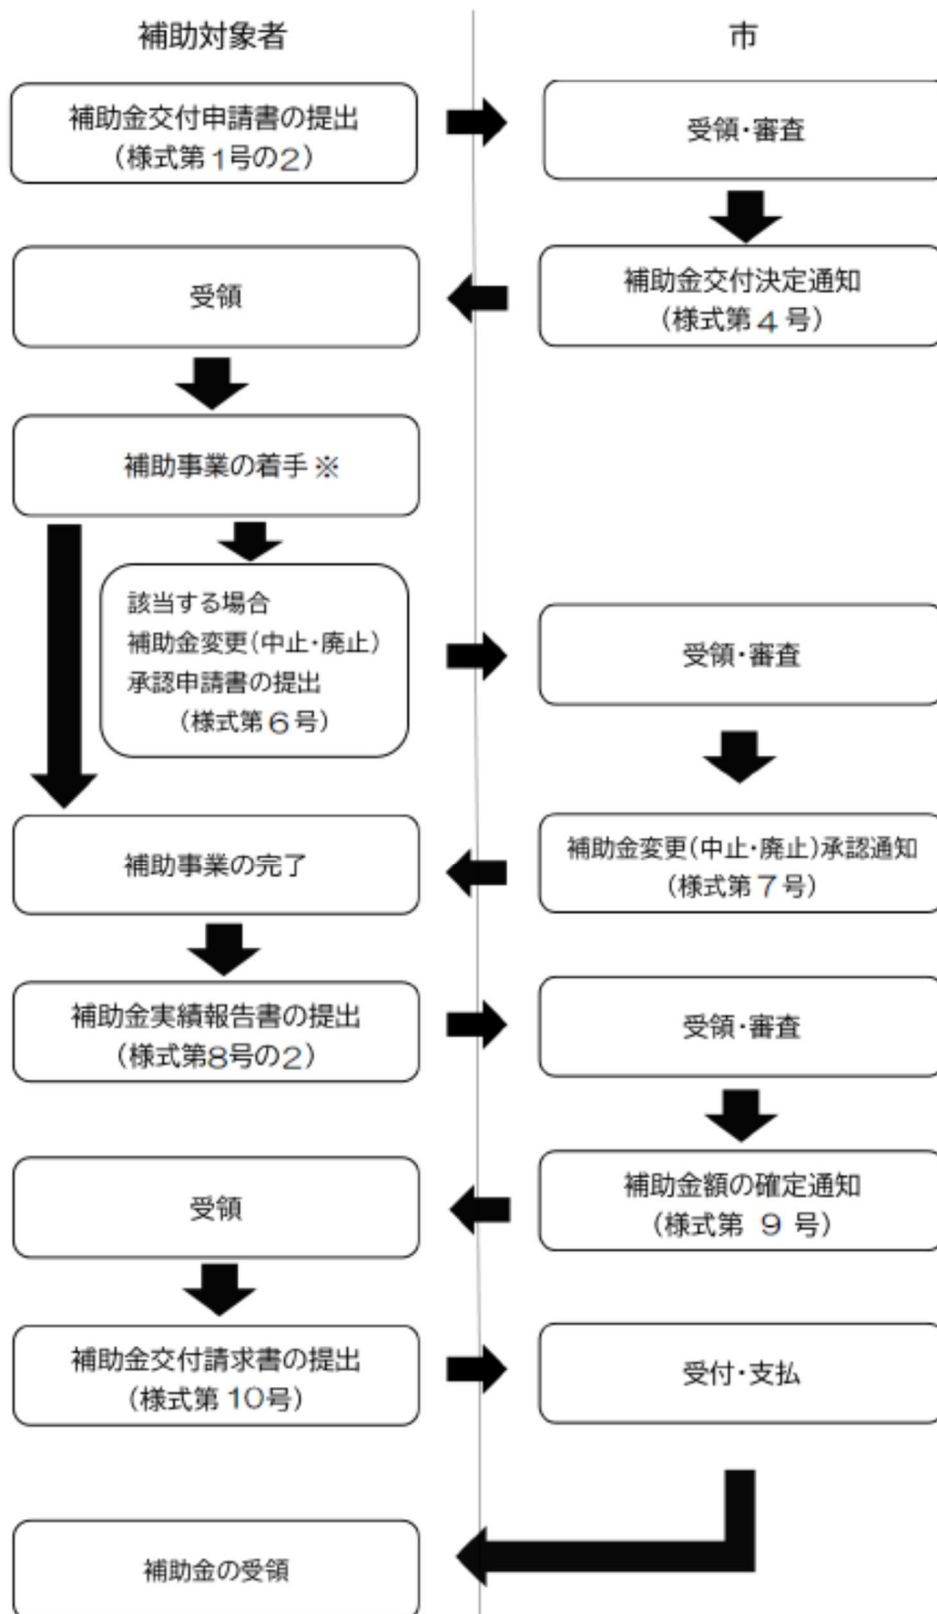 補助対象者
市
補助金交付申請書の提出
（様式第1号の2）
受領・審査
補助金交付決定通知
（様式第4号）
受領
補助事業の着手※
該当する場合
補助金変更（中止・廃止）
承認申請書の提出
（様式第6号）
受領・審査
補助金変更（中止・廃止）承認通知
（様式第7号）
補助事業の完了
補助金実績報告書の提出
（様式第8号の2）
受領・審査
補助金額の確定通知
（様式第 9 号）
受領
補助金交付請求書の提出
（様式第10号）
受付・支払
補助金の受領